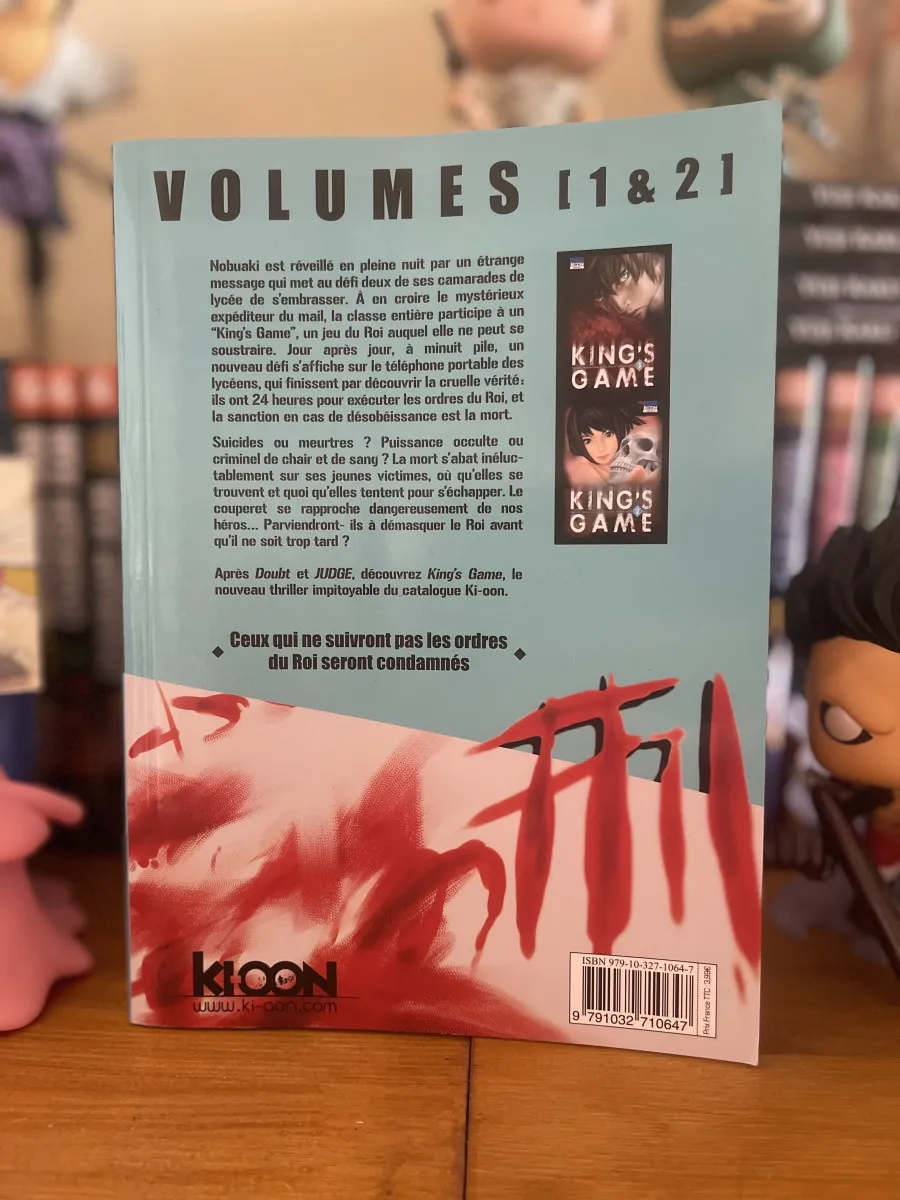 VOLUMES [1 & 2]
Nobuaki est réveillé en pleine nuit par un étrange
message qui met au défi deux de ses camarades de
lycée de s'embrasser. À en croire le mystérieux
expéditeur du mail, la classe entière participe à un
"King's Game", un jeu du Roi auquel elle ne peut se
soustraire. Jour après jour, à minuit pile, un
nouveau défi s'affiche sur le téléphone portable des
lycéens, qui finissent par découvrir la cruelle vérité :
ils ont 24 heures pour exécuter les ordres du Roi, et
la sanction en cas de désobéissance est la mort.
Suicides ou meurtres ? Puissance occulte ou
criminel de chair et de sang ? La mort s'abat inéluc-
tablement sur ses jeunes victimes, où qu'elles se
trouvent et quoi qu'elles tentent pour s'échapper. Le
couperet se rapproche dangereusement de nos
héros... Parviendront- ils à démasquer le Roi avant
qu'il ne soit trop tard ?
Après Doubt et JUDGE, découvrez King's Game, le
nouveau thriller impitoyable du catalogue Ki-oon.
Ceux qui ne suivront pas les ordres
du Roi seront condamnés
KING'S
1
GAME
KING'S
2
GAME
KI-OON
www.ki-oon.com
ISBN 979-10-327-1064-7
9 791032 710647
Prix France TTC : 3,99€